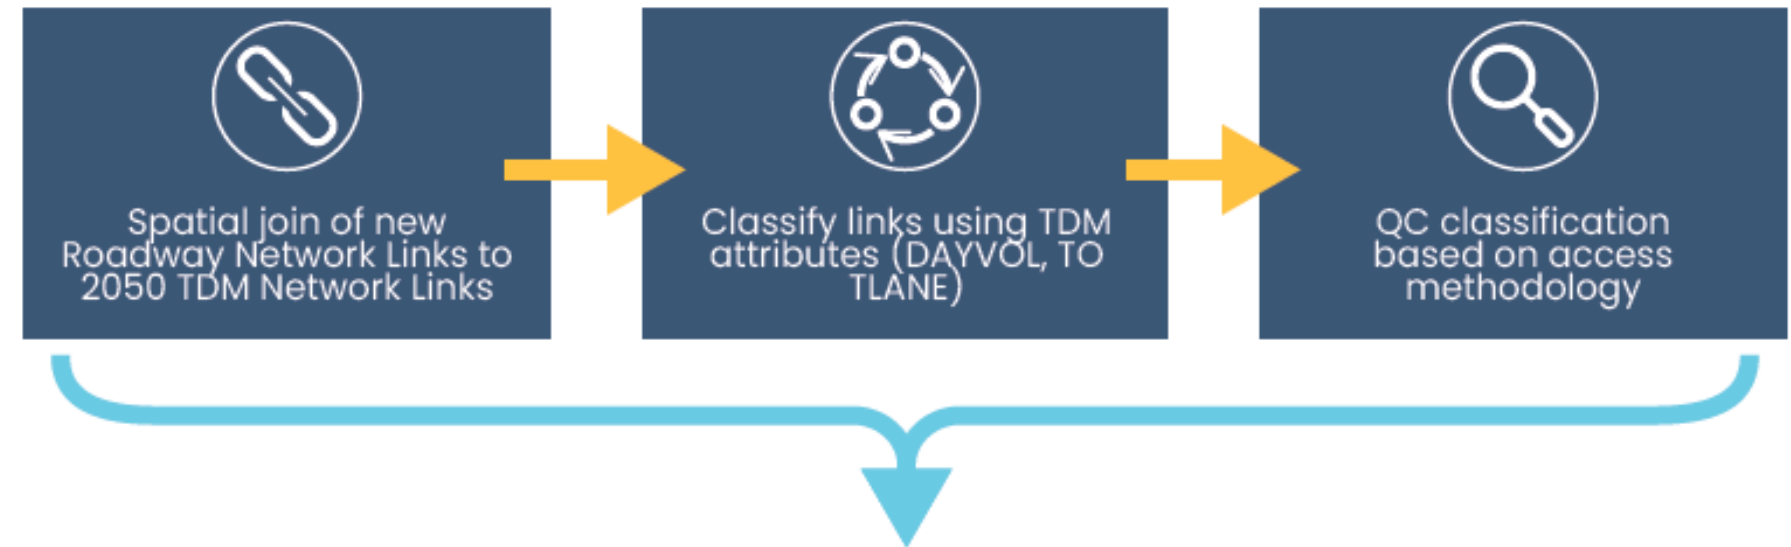 Spatial join of new
Roadway Network Links to
2050 TDM Network Links
Classify links using TDM
attributes (DAYVOL, TO
TLANE)
QC classification
based on access
methodology